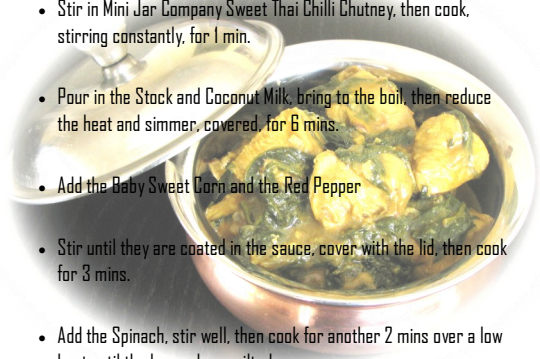 • Stir in Mini Jar Company Sweet Thai Chilli Chutney, then cook,
stirring constantly, for 1 min.
• Pour in the Stock and Coconut Milk, bring to the boil, then reduce
the heat and simmer, covered, for 6 mins.
• Add the Baby Sweet Corn and the Red Pepper
• Stir until they are coated in the sauce, cover with the lid, then cook
for 3 mins.
• Add the Spinach, stir well, then cook for another 2 mins over a low